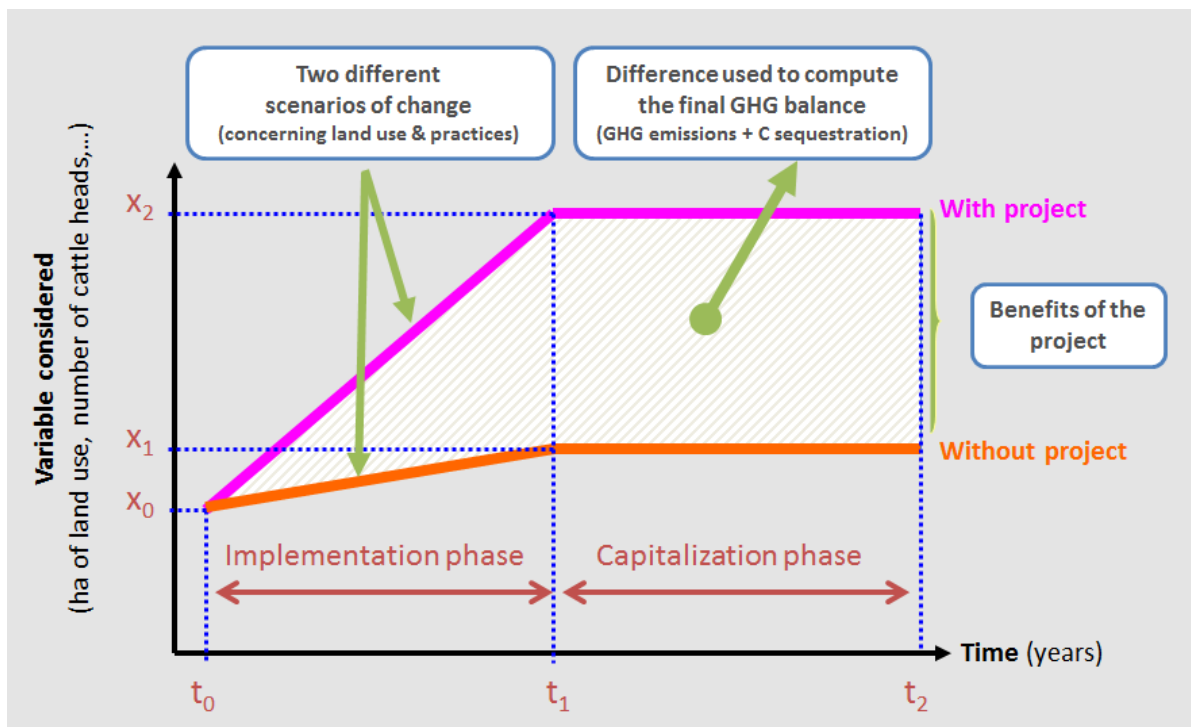 Two different
scenarios of change
(concerning land use & practices)
Difference used to compute
the final GHG balance
(GHG emissions + C sequestration)
Variable considered
(ha of land use, number of cattle heads,...)
X2
X1
X0
With project
Benefits of the
project
Without project
Implementation phase
Capitalization phase
Time (years)
t0
t1
t2